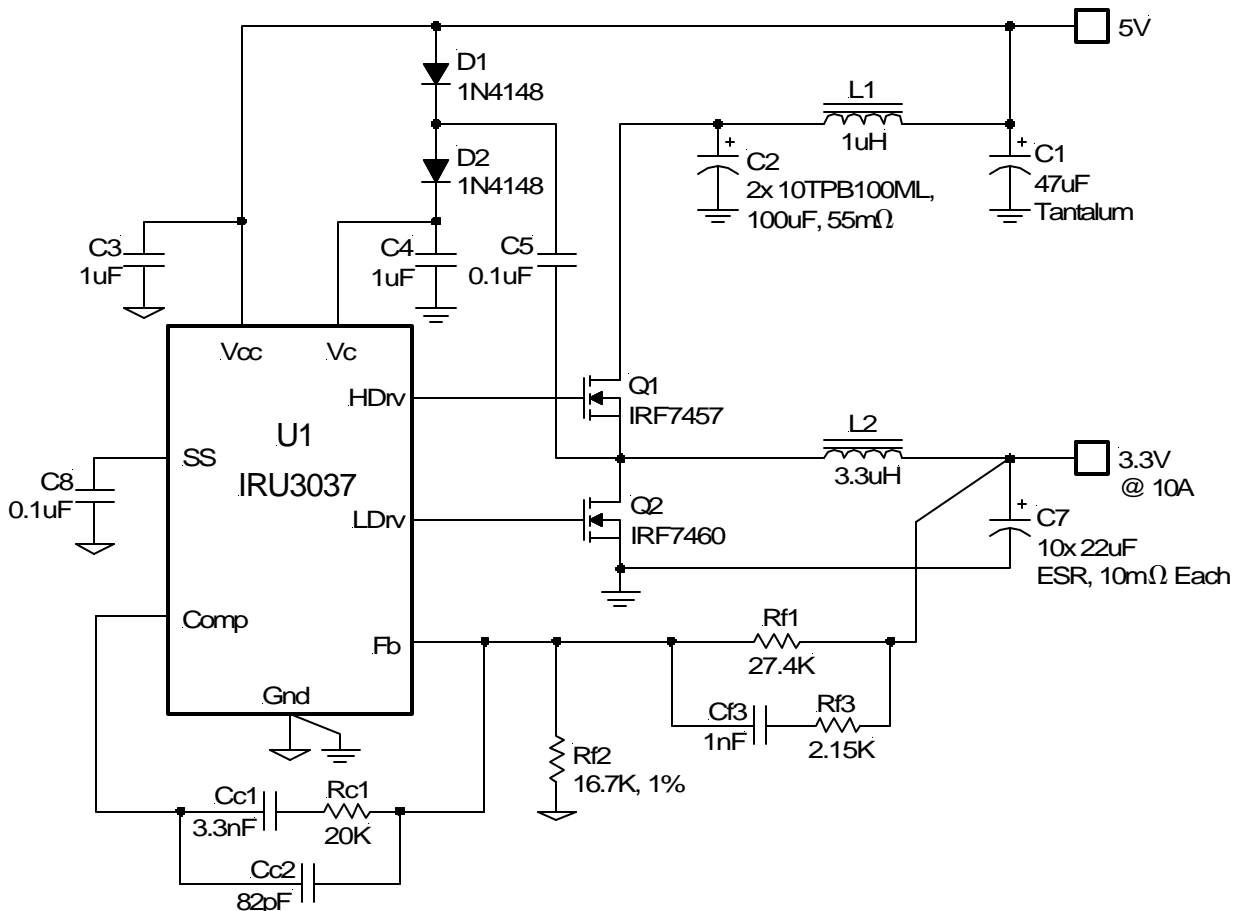 5V
D1
1N4148
L1
1uH
D2
1N4148
C2
2x 10TPB100ML,
100uF, 55mΩ
C1
47uF
Tantalum
C3
1uF
C4
1uF
C5
0.1uF
Vcc
Vc
HDrv
Q1
IRF7457
U1
IRU3037
SS
C8
0.1uF
L2
3.3uH
3.3V
@ 10A
LDrv
Q2
IRF7460
C7
10x 22uF
ESR, 10mΩ Each
Comp
Fb
Rf1
27.4K
Gnd
Cf3
1nF
Rf3
2.15K
Rf2
16.7K, 1%
Cc1
3.3nF
Rc1
20K
Cc2
82pF
+
+
+